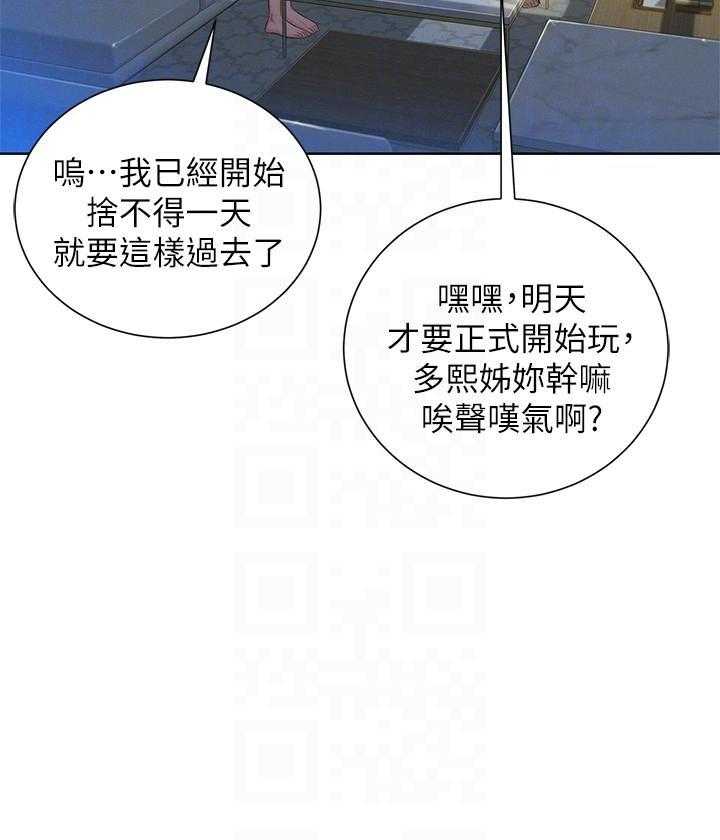 嗚⋯我已經開始
捨不得一天
就要這樣過去了
嘿嘿，明天
才要正式開始玩，
多熙姊妳幹嘛
唉聲嘆氣啊？